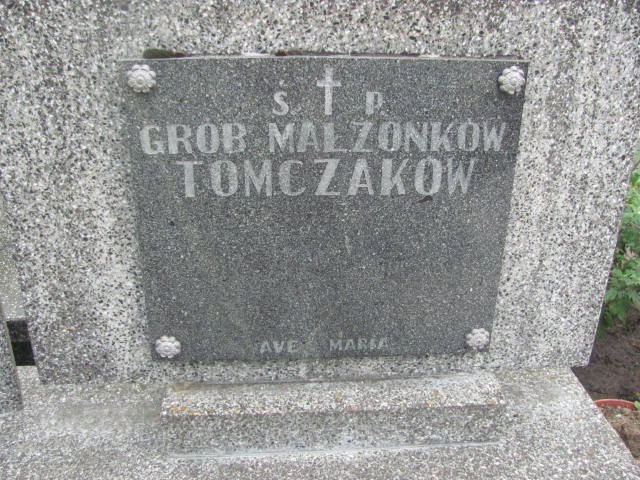 Ś. P.
GRÓB MAŁŻONKÓW
TOMCZAKÓW
AVE MARIA